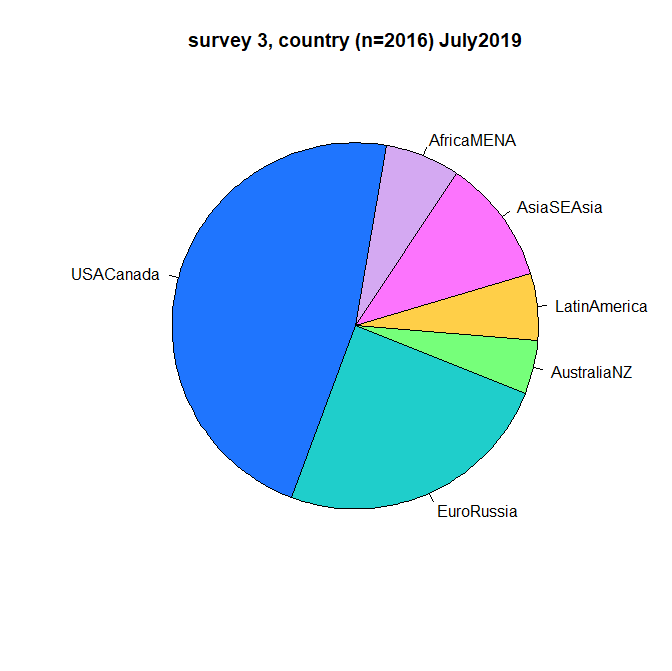 survey 3, country (n=2016) July2019
AfricaMENA
AsiaSEAsia
USACanada
LatinAmerica
AustraliaNZ
EuroRussia